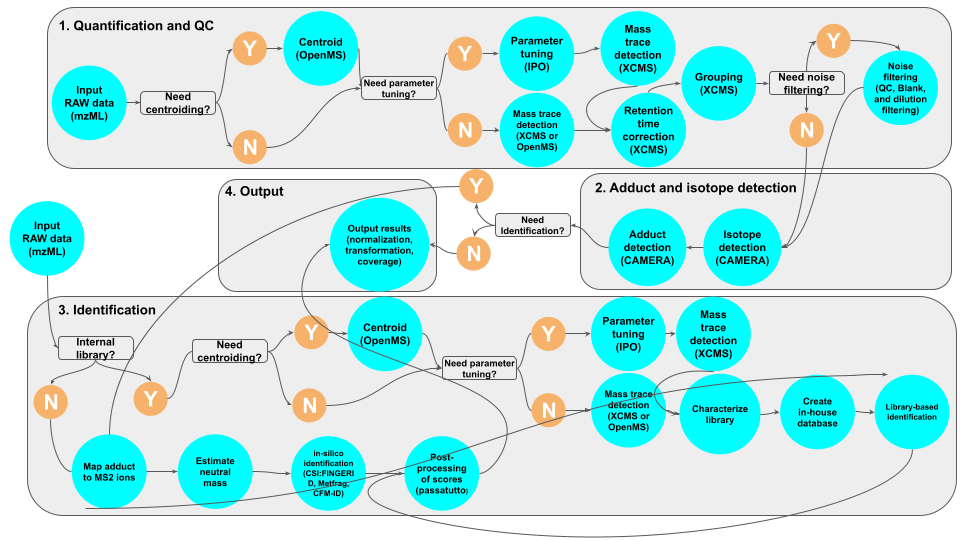 1. Quantification and QC
Input
RAW data
(mzML)
Need
centroiding?
Y
N
Centroid
(OpenMS)
Need parameter
tuning?
Y
N
Parameter
tuning
(IPO)
Mass
trace
detection
(XCMS)
Mass trace
detection
(XCMS or
OpenMS)
Retention
time
correction
(XCMS)
Grouping
(XCMS)
Need noise
filtering?
Y
N
Noise
filtering
(QC, Blank,
and dilution
filtering)
2. Adduct and isotope detection
Isotope
detection
(CAMERA)
Adduct
detection
(CAMERA)
Need
Identification?
Y
N
4. Output
Output results
(normalization,
transformation,
coverage)
Input
RAW data
(mzML)
3. Identification
Internal
library?
N
Y
Need
centroiding?
Y
N
Centroid
(OpenMS)
Need parameter
tuning?
Y
N
Parameter
tuning
(IPO)
Mass
trace
detection
(XCMS)
Mass trace
detection
(XCMS or
OpenMS)
Characterize
library
Create
in-house
database
Library-based
identification
Map adduct
to MS2 ions
Estimate
neutral
mass
in-silico
identification
(CSI:FINGERI
D, Metfrag,
CFM-ID)
Post-
processing
of scores
(passatutto)